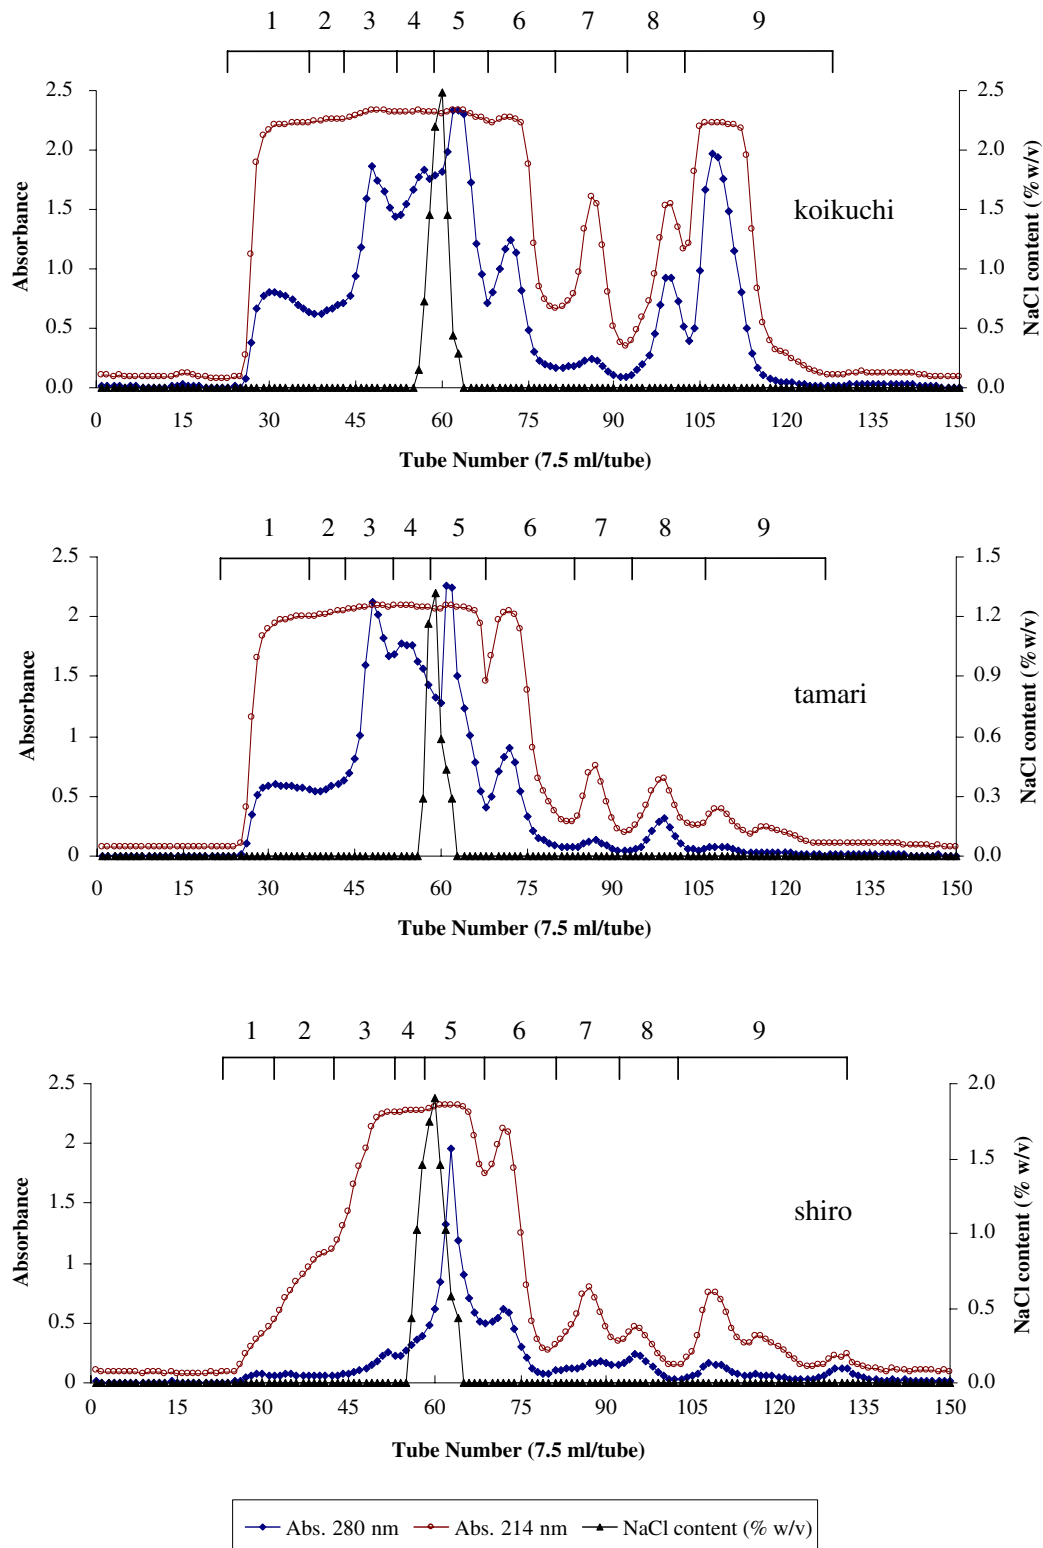 1 2 3 4 5 6 7 8 9
2.5 2.5
2.0 2.0
1.5 1.5
1.0 1.0
0.5 0.5
0.0 0.0
Absorbance
NaCl content (% w/v)
koikuchi
0 15 30 45 60 75 90 105 120 135 150
Tube Number (7.5 ml/tube)
1 2 3 4 5 6 7 8 9
2.5 1.5
2 1.2
1.5 0.9
1 0.6
0.5 0.3
0 0.0
Absorbance
NaCl content (% w/v)
tamari
0 15 30 45 60 75 90 105 120 135 150
Tube Number (7.5 ml/tube)
1 2 3 4 5 6 7 8 9
2.5 2.0
2 1.5
1.5 1.0
1 0.5
0.5 0.0
0
Absorbance
NaCl content (% w/v)
shiro
0 15 30 45 60 75 90 105 120 135 150
Tube Number (7.5 ml/tube)
Abs. 280 nm Abs. 214 nm NaCl content (% w/v)